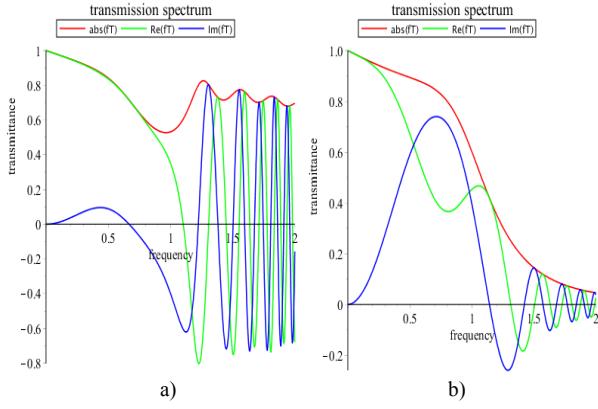 transmission spectrum
abs(fT) Re(fT) Im(fT)
1
0.8
0.6
0.4
0.2
0
−0.2
−0.4
−0.6
−0.8
0.5
1
1.5
2
transmittance
frequency
a)
transmission spectrum
abs(fT) Re(fT) Im(fT)
1
0.8
0.6
0.4
0.2
0
−0.2
0.5
1
1.5
2
transmittance
frequency
b)